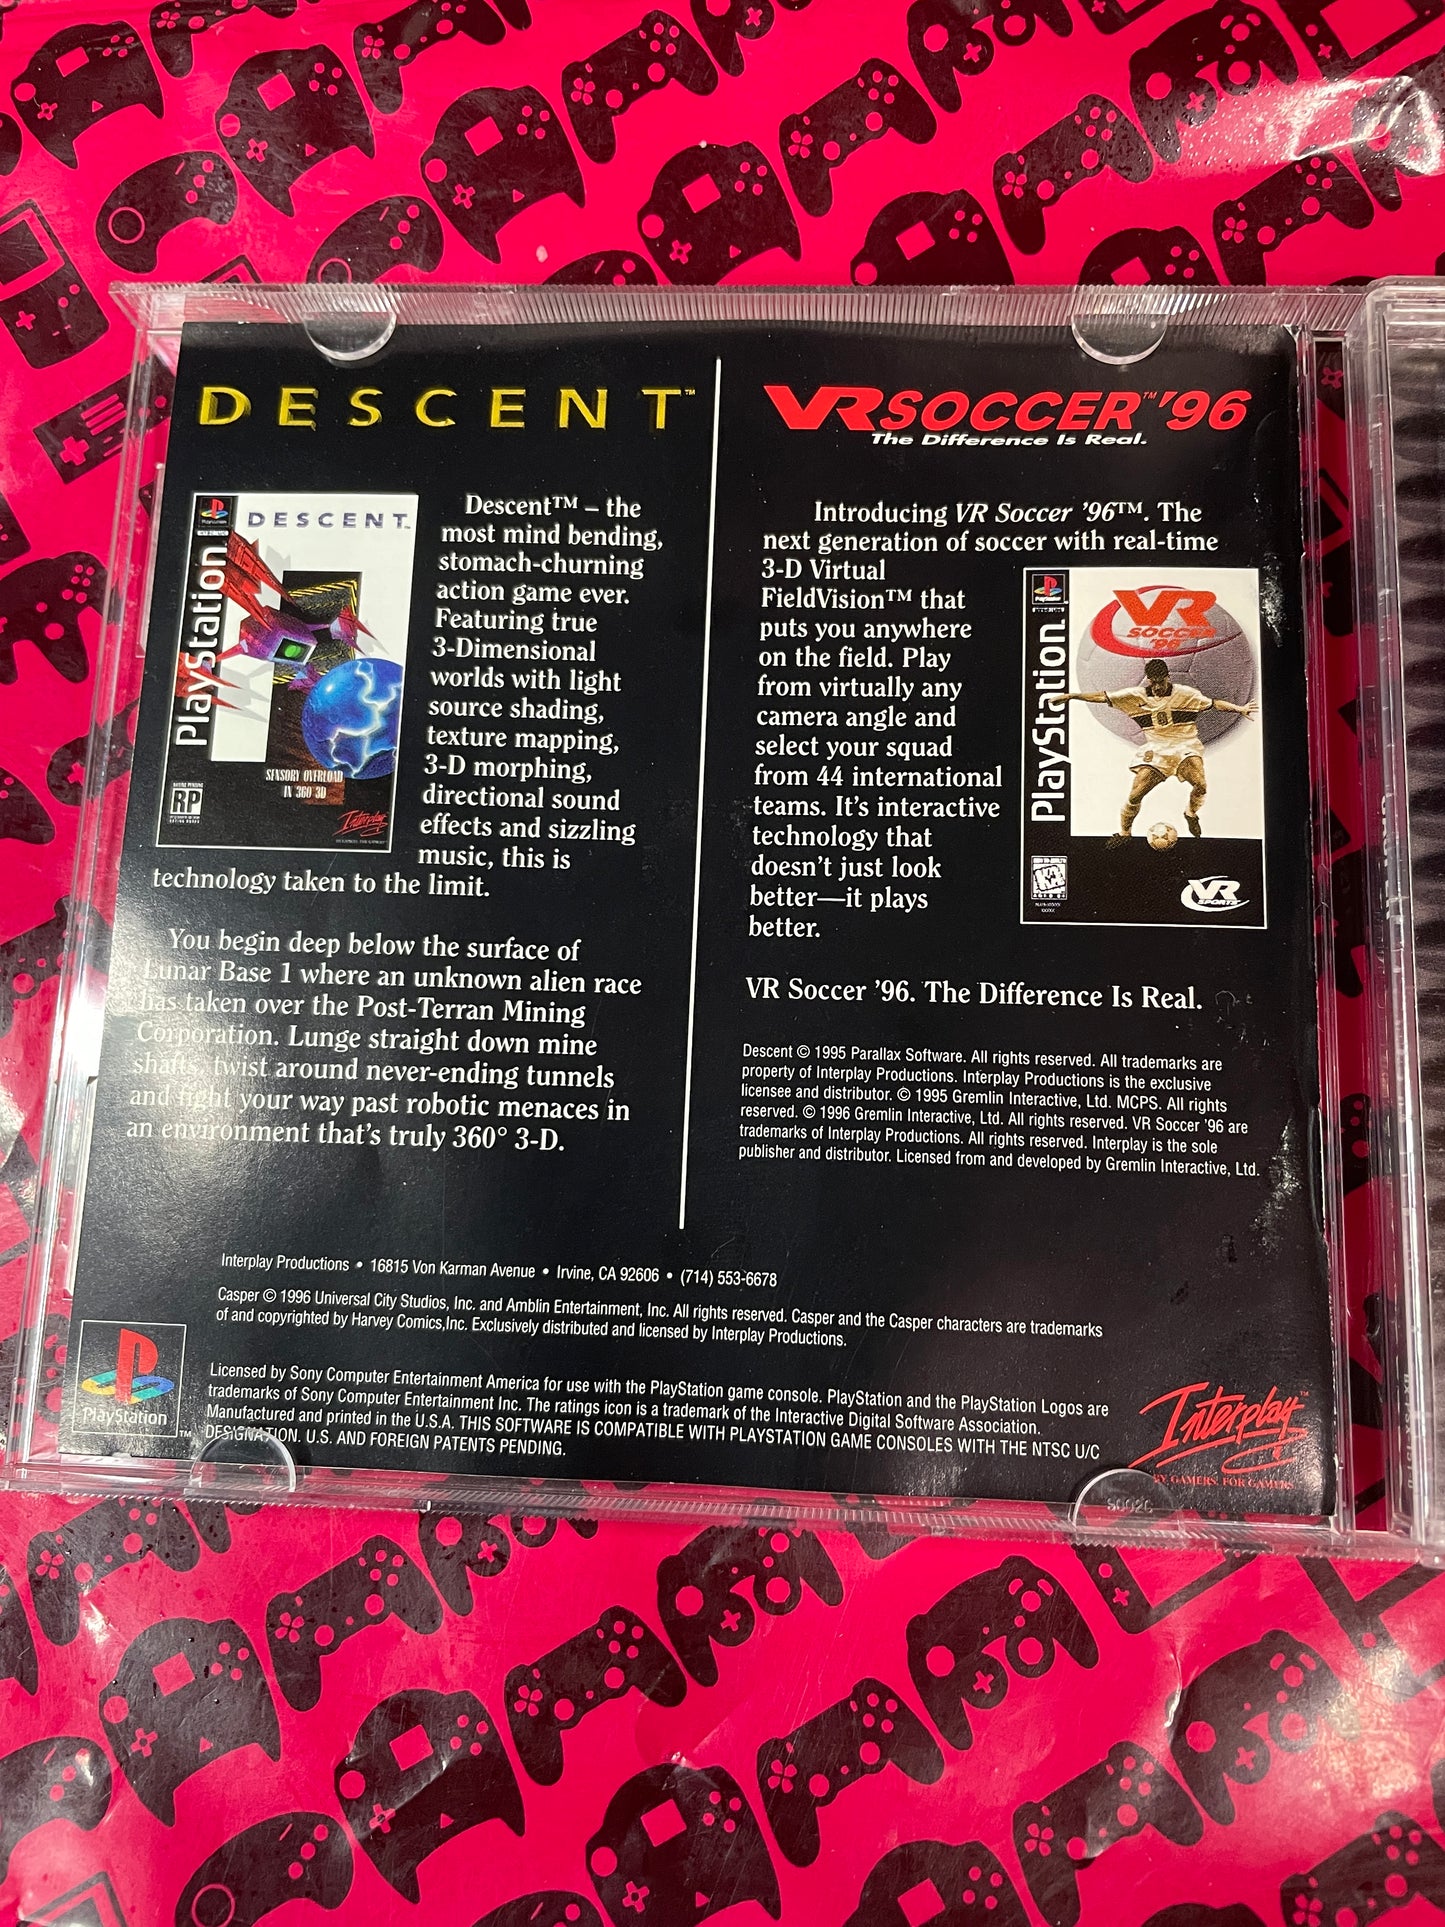 DESCENT™
PlayStation
DESCENT™
PlayStation
SENSORY OVERLOAD
IN 360 3D
RP
Interplay
Descent™ – the
most mind bending,
stomach-churning
action game ever.
Featuring true
3-Dimensional
worlds with light
source shading,
texture mapping,
3-D morphing,
directional sound
effects and sizzling
music, this is
technology taken to the limit.
You begin deep below the surface of
Lunar Base 1 where an unknown alien race
has taken over the Post-Terran Mining
Corporation. Lunge straight down mine
shafts, twist around never-ending tunnels
and fight your way past robotic menaces in
an environment that's truly 360° 3-D.
VR SOCCER™ '96
The Difference Is Real.
Introducing VR Soccer '96™. The
next generation of soccer with real-time
3-D Virtual
FieldVision™ that
puts you anywhere
on the field. Play
from virtually any
camera angle and
select your squad
from 44 international
teams. It's interactive
technology that
doesn't just look
better—it plays
better.
PlayStation
VR
SOCCER
'96
PlayStation
KA
VR
SPORTS
VR Soccer '96. The Difference Is Real.
Descent © 1995 Parallax Software. All rights reserved. All trademarks are
property of Interplay Productions. Interplay Productions is the exclusive
licensee and distributor. © 1995 Gremlin Interactive, Ltd. MCPS. All rights
reserved. © 1996 Gremlin Interactive, Ltd. All rights reserved. VR Soccer '96 are
trademarks of Interplay Productions. All rights reserved. Interplay is the sole
publisher and distributor. Licensed from and developed by Gremlin Interactive, Ltd.
Interplay Productions • 16815 Von Karman Avenue • Irvine, CA 92606 • (714) 553-6678
Casper © 1996 Universal City Studios, Inc. and Amblin Entertainment, Inc. All rights reserved. Casper and the Casper characters are trademarks
of and copyrighted by Harvey Comics,Inc. Exclusively distributed and licensed by Interplay Productions.
Licensed by Sony Computer Entertainment America for use with the PlayStation game console. PlayStation and the PlayStation Logos are
trademarks of Sony Computer Entertainment Inc. The ratings icon is a trademark of the Interactive Digital Software Association.
Manufactured and printed in the U.S.A. THIS SOFTWARE IS COMPATIBLE WITH PLAYSTATION GAME CONSOLES WITH THE NTSC U/C
DESIGNATION. U.S. AND FOREIGN PATENTS PENDING.
PlayStation™
Interplay™
BY GAMERS. FOR GAMERS.